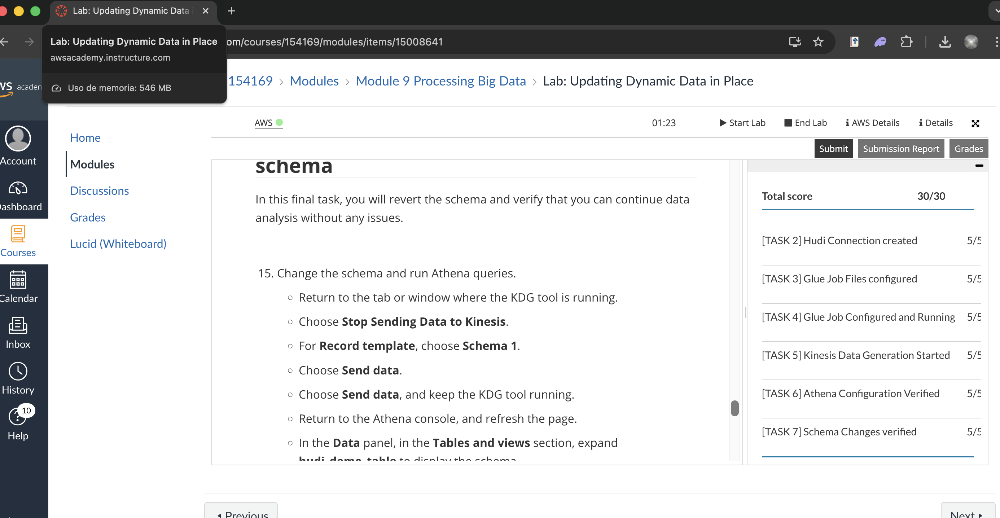 Lab: Updating Dynamic Data
Lab: Updating Dynamic Data in Place
awsacademy.instructure.com
Uso de memoria: 546 MB
om/courses/154169/modules/items/15008641
academ
154169 > Modules > Module 9 Processing Big Data > Lab: Updating Dynamic Data in Place
Account
Dashboard
Courses
Calendar
Inbox
History
10
Help
Home
Modules
Discussions
Grades
Lucid (Whiteboard)
AWS
01:23
Start Lab
End Lab
AWS Details
Details
Submit
Submission Report
Grades
schema
In this final task, you will revert the schema and verify that you can continue data
analysis without any issues.
15. Change the schema and run Athena queries.
Return to the tab or window where the KDG tool is running.
Choose Stop Sending Data to Kinesis.
For Record template, choose Schema 1.
Choose Send data.
Choose Send data, and keep the KDG tool running.
Return to the Athena console, and refresh the page.
In the Data panel, in the Tables and views section, expand
hudi_demo_table to display the schema.
Total score 30/30
[TASK 2] Hudi Connection created 5/5
[TASK 3] Glue Job Files configured 5/5
[TASK 4] Glue Job Configured and Running 5/5
[TASK 5] Kinesis Data Generation Started 5/5
[TASK 6] Athena Configuration Verified 5/5
[TASK 7] Schema Changes verified 5/5
Previous
Next